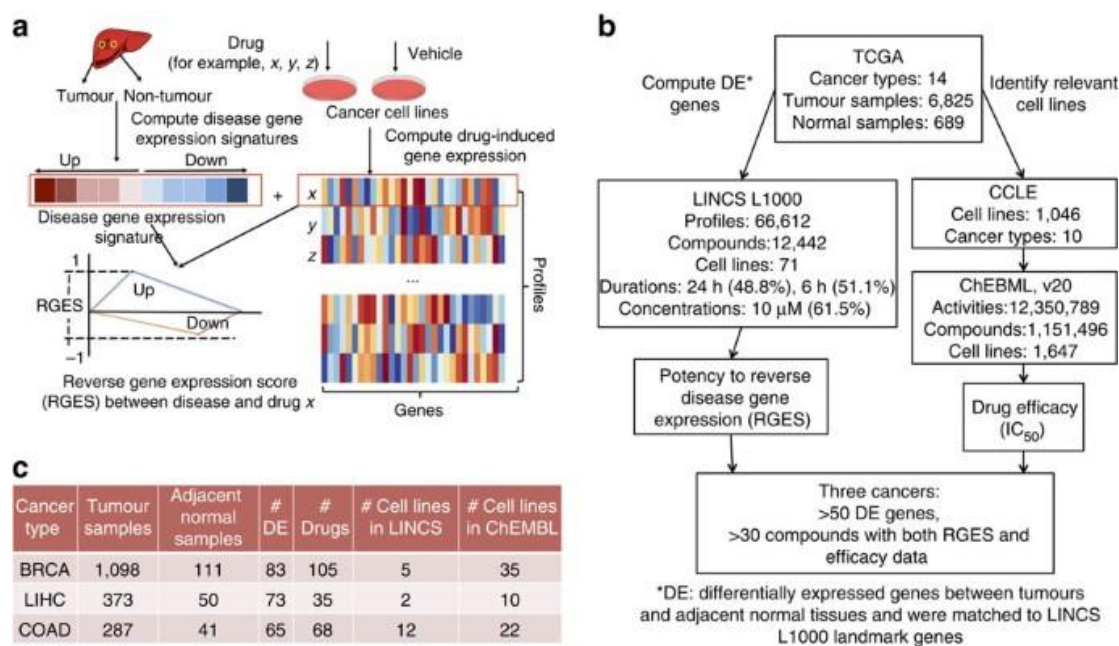 a
Drug
(for example, x, y, z)
Vehicle
Tumour Non-tumour
Cancer cell lines
Compute disease gene
expression signatures
Compute drug-induced
gene expression
Up
Down
+
x
y
z
...
Disease gene expression
signature
1
RGES
Up
Down
−1
Profiles
Genes
Reverse gene expression score
(RGES) between disease and drug x
b
TCGA
Cancer types: 14
Tumour samples: 6,825
Normal samples: 689
Compute DE*
genes
Identify relevant
cell lines
LINCS L1000
Profiles: 66,612
Compounds:12,442
Cell lines: 71
Durations: 24 h (48.8%), 6 h (51.1%)
Concentrations: 10 μM (61.5%)
CCLE
Cell lines: 1,046
Cancer types: 10
ChEBML, v20
Activities:12,350,789
Compounds:1,151,496
Cell lines: 1,647
Potency to reverse
disease gene
expression (RGES)
Drug efficacy
(IC50)
Three cancers:
>50 DE genes,
>30 compounds with both RGES and
efficacy data
*DE: differentially expressed genes between tumours
and adjacent normal tissues and were matched to LINCS
L1000 landmark genes
c
Cancer type | Tumour samples | Adjacent normal samples | # DE | # Drugs | # Cell lines in LINCS | # Cell lines in ChEMBL
BRCA 1,098 111 83 105 5 35
LIHC 373 50 73 35 2 10
COAD 287 41 65 68 12 22